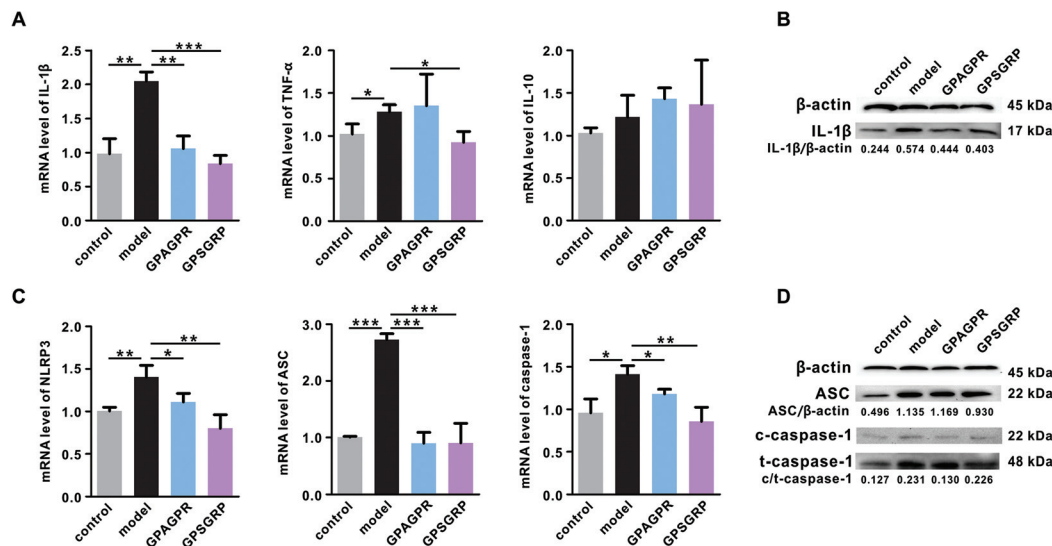 A
mRNA level of IL-1β
2.5
2.0
1.5
1.0
0.5
0.0
** ** ***
control
model
GPAGPR
GPSGRP
mRNA level of TNF-α
2.0
1.5
1.0
0.5
0.0
* *
control
model
GPAGPR
GPSGRP
mRNA level of IL-10
2.0
1.5
1.0
0.5
0.0
control
model
GPAGPR
GPSGRP
B
control model GPAGPR GPSGRP
β-actin 45 kDa
IL-1β 17 kDa
IL-1β/β-actin 0.244 0.574 0.444 0.403
C
mRNA level of NLRP3
2.0
1.5
1.0
0.5
0.0
** * **
control
model
GPAGPR
GPSGRP
mRNA level of ASC
3.0
2.0
1.0
0.0
*** *** ***
control
model
GPAGPR
GPSGRP
mRNA level of caspase-1
2.0
1.5
1.0
0.5
0.0
* * **
control
model
GPAGPR
GPSGRP
D
control model GPAGPR GPSGRP
β-actin 45 kDa
ASC 22 kDa
ASC/β-actin
0.496 1.135 1.169 0.930
c-caspase-1 22 kDa
t-caspase-1 48 kDa
c/t-caspase-1
0.127 0.231 0.130 0.226